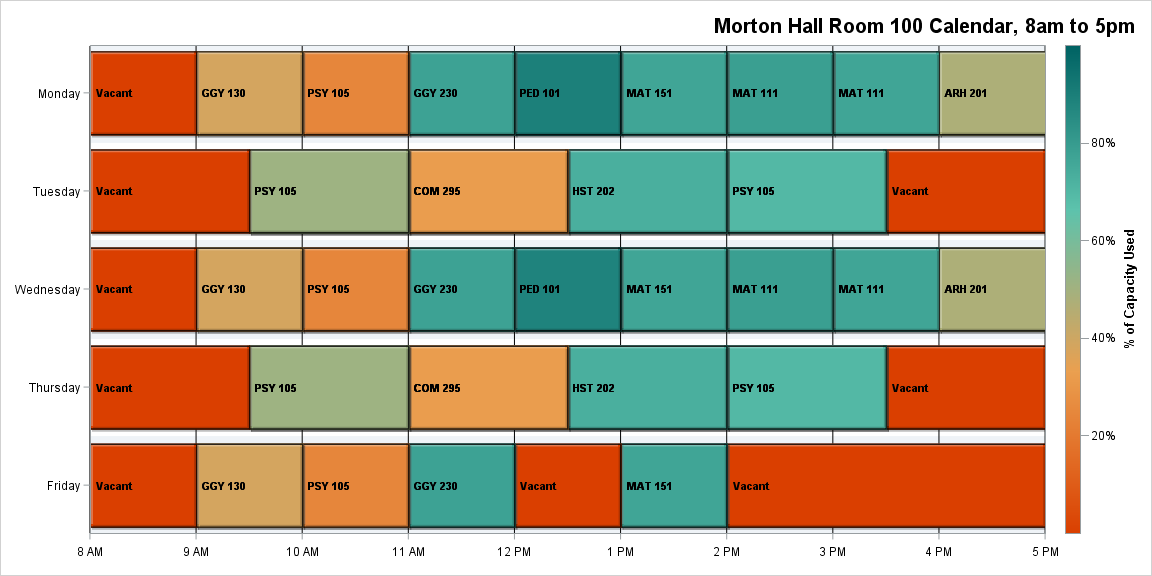 Morton Hall Room 100 Calendar, 8am to 5pm
Monday Vacant GGY 130 PSY 105 GGY 230 PED 101 MAT 151 MAT 111 MAT 111 ARH 201
Tuesday Vacant PSY 105 COM 295 HST 202 PSY 105 Vacant
Wednesday Vacant GGY 130 PSY 105 GGY 230 PED 101 MAT 151 MAT 111 MAT 111 ARH 201
Thursday Vacant PSY 105 COM 295 HST 202 PSY 105 Vacant
Friday Vacant GGY 130 PSY 105 GGY 230 Vacant MAT 151 Vacant
8 AM 9 AM 10 AM 11 AM 12 PM 1 PM 2 PM 3 PM 4 PM 5 PM
80%
60%
40%
20%
% of Capacity Used